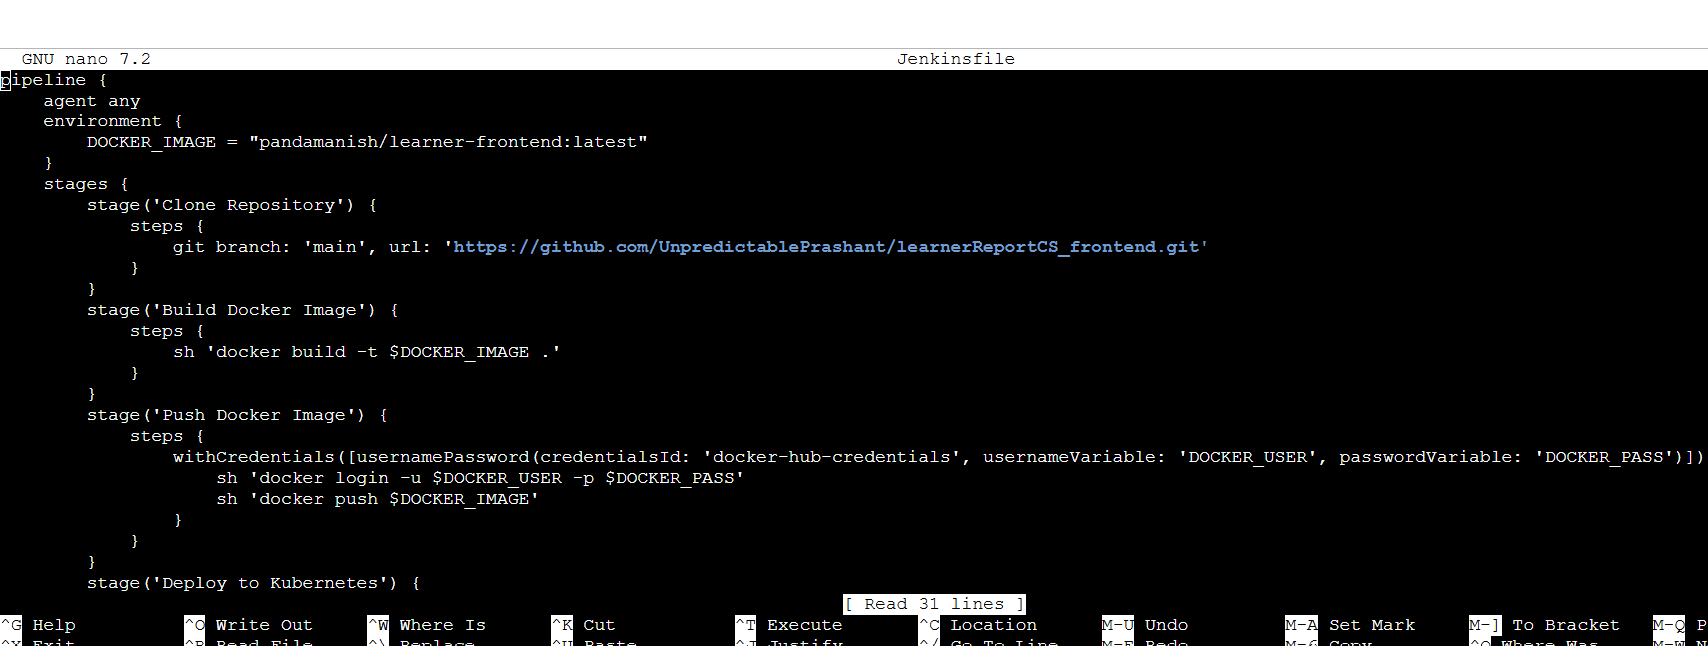 GNU nano 7.2 Jenkinsfile
pipeline {
    agent any
    environment {
        DOCKER_IMAGE = "pandamanish/learner-frontend:latest"
    }
    stages {
        stage('Clone Repository') {
            steps {
                git branch: 'main', url: 'https://github.com/UnpredictablePrashant/learnerReportCS_frontend.git'
            }
        }
        stage('Build Docker Image') {
            steps {
                sh 'docker build -t $DOCKER_IMAGE .'
            }
        }
        stage('Push Docker Image') {
            steps {
                withCredentials([usernamePassword(credentialsId: 'docker-hub-credentials', usernameVariable: 'DOCKER_USER', passwordVariable: 'DOCKER_PASS')])
                    sh 'docker login -u $DOCKER_USER -p $DOCKER_PASS'
                    sh 'docker push $DOCKER_IMAGE'
                }
            }
        }
        stage('Deploy to Kubernetes') {
[ Read 31 lines ]
^G Help ^O Write Out ^W Where Is ^K Cut ^T Execute ^C Location M-U Undo M-A Set Mark M-] To Bracket M-Q P
^X Exit ^R Read File ^\ Replace ^U Paste ^J Justify ^/ Go To Line M-E Redo M-6 Copy ^Q Where Was M-W N